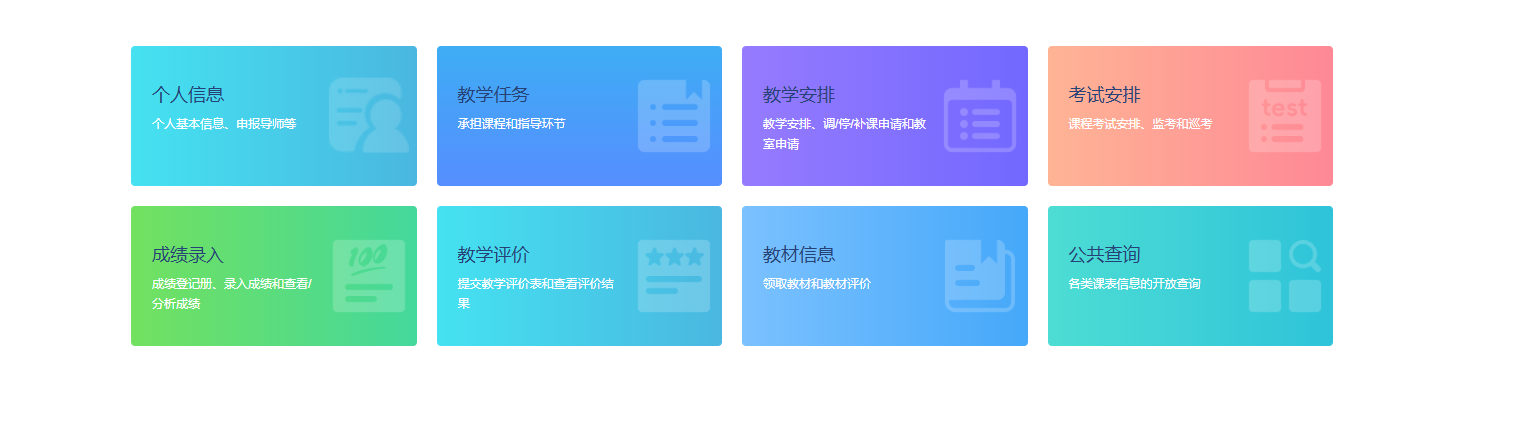 个人信息
个人基本信息、申报导师等
教学任务
承担课程和指导环节
教学安排
教学安排、调/停/补课申请和教
室申请
考试安排
课程考试安排、监考和巡考
test
成绩录入
成绩登记册、录入成绩和查看/
分析成绩
100
教学评价
提交教学评价表和查看评价结
果
教材信息
领取教材和教材评价
公共查询
各类课表信息的开放查询